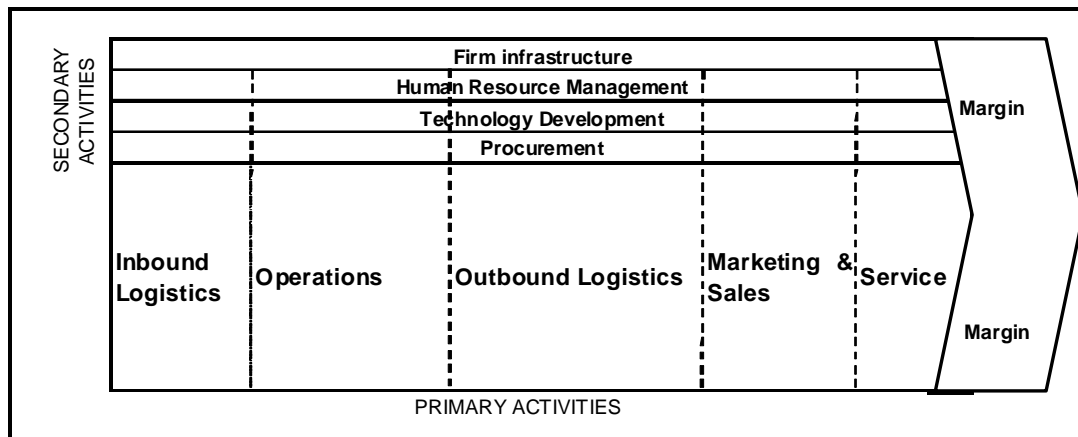 SECONDARY
ACTIVITIES
Firm infrastructure
Human Resource Management
Technology Development
Procurement
Margin
Inbound
Logistics
Operations
Outbound Logistics
Marketing &
Sales
Service
Margin
PRIMARY ACTIVITIES